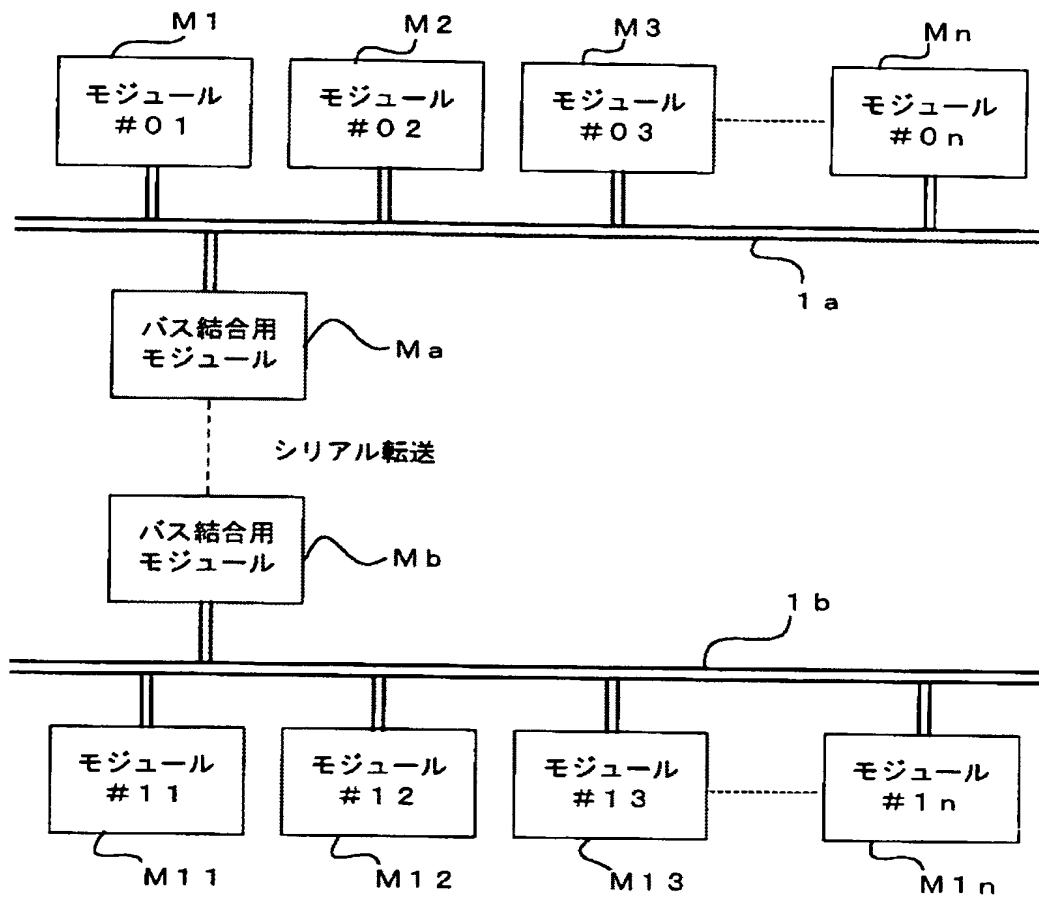 M1
M2
M3
Mn
モジュール
#01
モジュール
#02
モジュール
#03
モジュール
#0n
1a
バス結合用
モジュール
Ma
シリアル転送
バス結合用
モジュール
Mb
1b
モジュール
#11
モジュール
#12
モジュール
#13
モジュール
#1n
M11
M12
M13
M1n